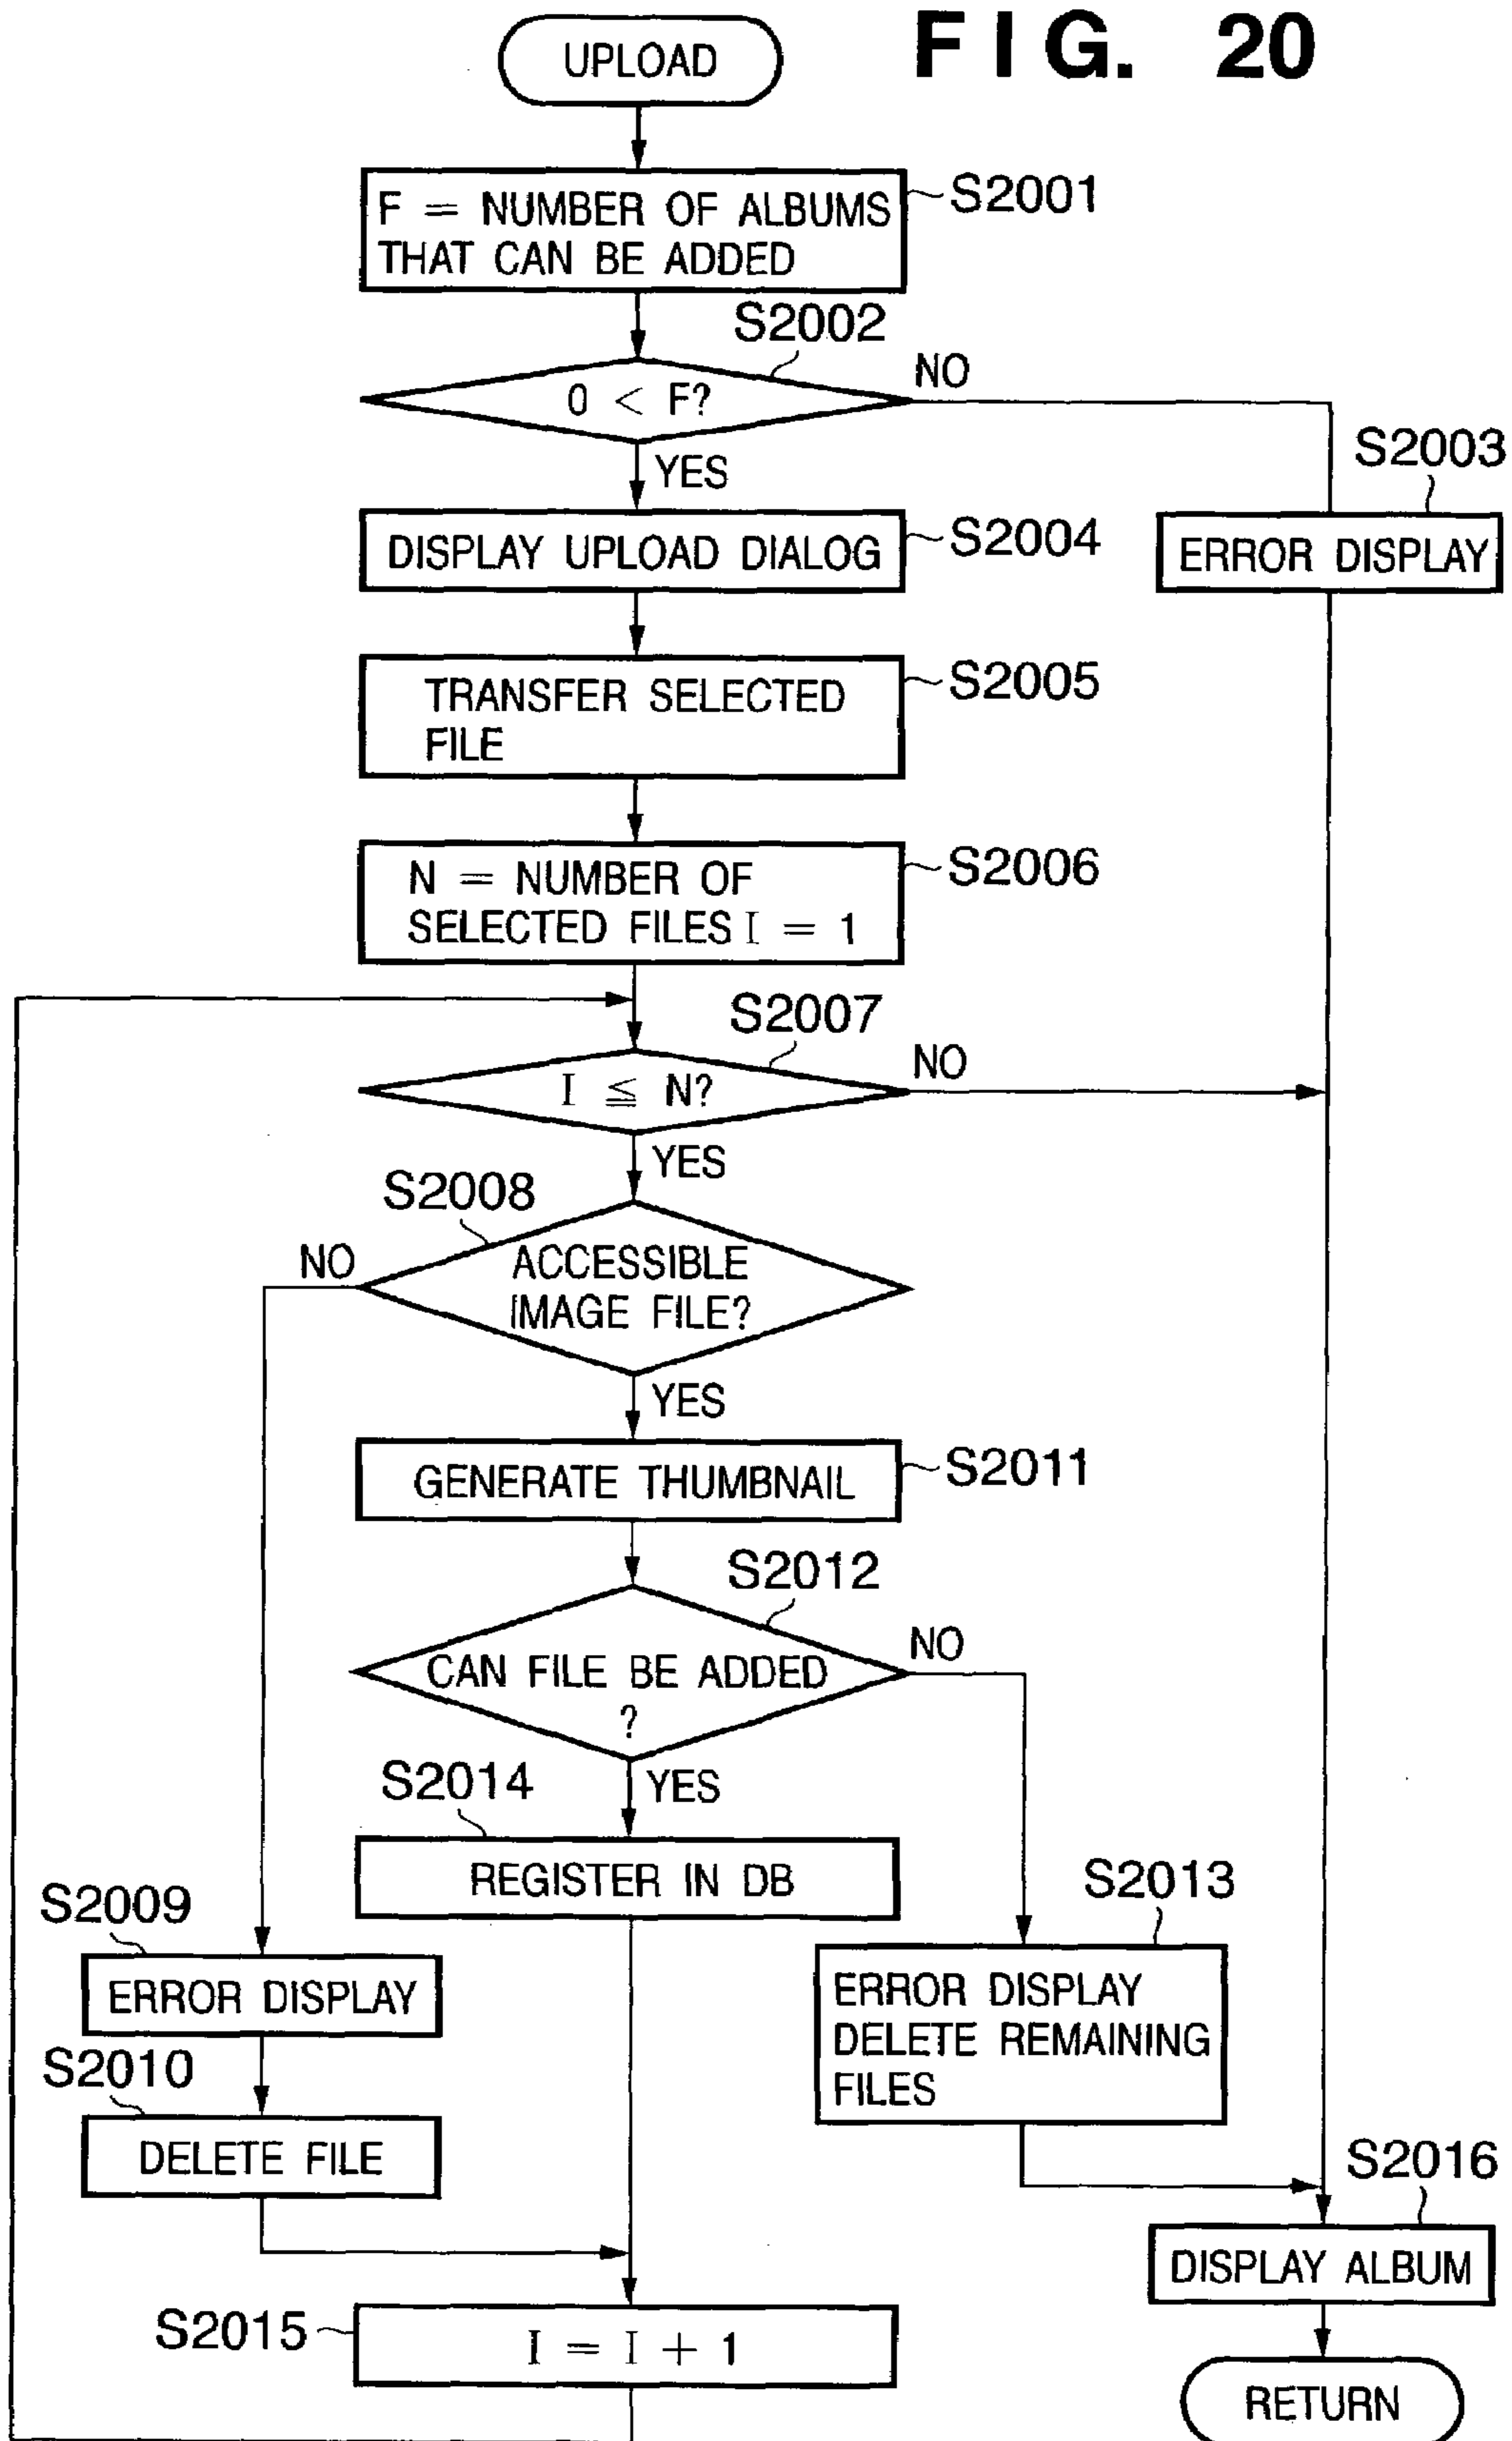 FIG. 20
UPLOAD
F = NUMBER OF ALBUMS
THAT CAN BE ADDED
S2001
S2002
0 < F?
NO
YES
S2003
ERROR DISPLAY
DISPLAY UPLOAD DIALOG
S2004
TRANSFER SELECTED
FILE
S2005
N = NUMBER OF
SELECTED FILES I = 1
S2006
S2007
I ≦ N?
NO
YES
S2008
NO
ACCESSIBLE
IMAGE FILE?
YES
GENERATE THUMBNAIL
S2011
S2012
CAN FILE BE ADDED
?
NO
YES
S2014
REGISTER IN DB
S2009
ERROR DISPLAY
S2010
DELETE FILE
S2013
ERROR DISPLAY
DELETE REMAINING
FILES
S2015
I = I + 1
S2016
DISPLAY ALBUM
RETURN